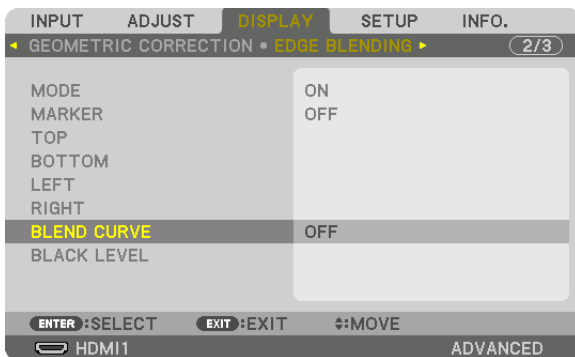 INPUT ADJUST DISPLAY SETUP INFO.
GEOMETRIC CORRECTION • EDGE BLENDING 2/3
MODE ON
MARKER OFF
TOP
BOTTOM
LEFT
RIGHT
BLEND CURVE OFF
BLACK LEVEL
ENTER :SELECT EXIT :EXIT :MOVE
HDMI1 ADVANCED